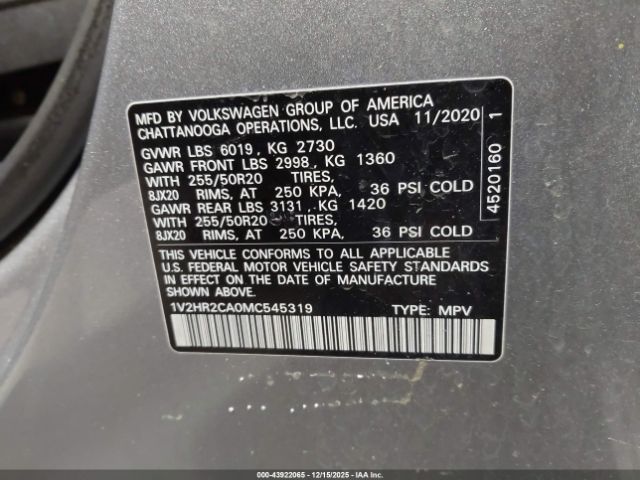 MFD BY VOLKSWAGEN GROUP OF AMERICA
CHATTANOOGA OPERATIONS, LLC. USA 11/2020
GVWR LBS 6019, KG 2730
GAWR FRONT LBS 2998, KG 1360
WITH 255/50R20 TIRES,
8JX20 RIMS, AT 250 KPA, 36 PSI COLD
GAWR REAR LBS 3131, KG 1420
WITH 255/50R20 TIRES,
8JX20 RIMS, AT 250 KPA, 36 PSI COLD
THIS VEHICLE CONFORMS TO ALL APPLICABLE
U.S. FEDERAL MOTOR VEHICLE SAFETY STANDARDS
IN EFFECT ON THE DATE OF MANUFACTURE
SHOWN ABOVE.
1V2HR2CA0MC545319 TYPE: MPV
4520160 1
000-43922065 - 12/15/2025 - IAAI.COM